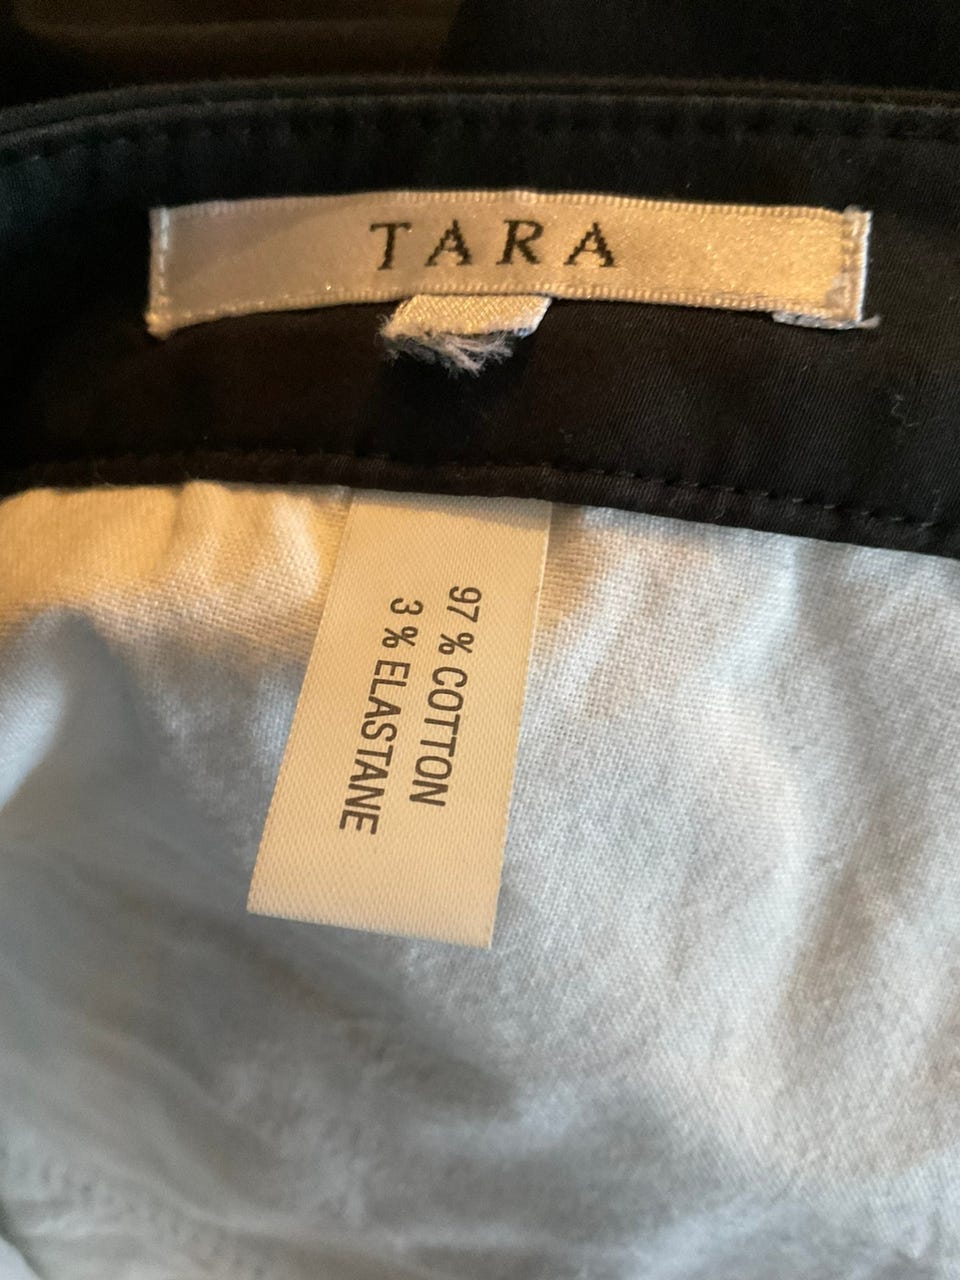 TARA
97 % COTTON
3 % ELASTANE